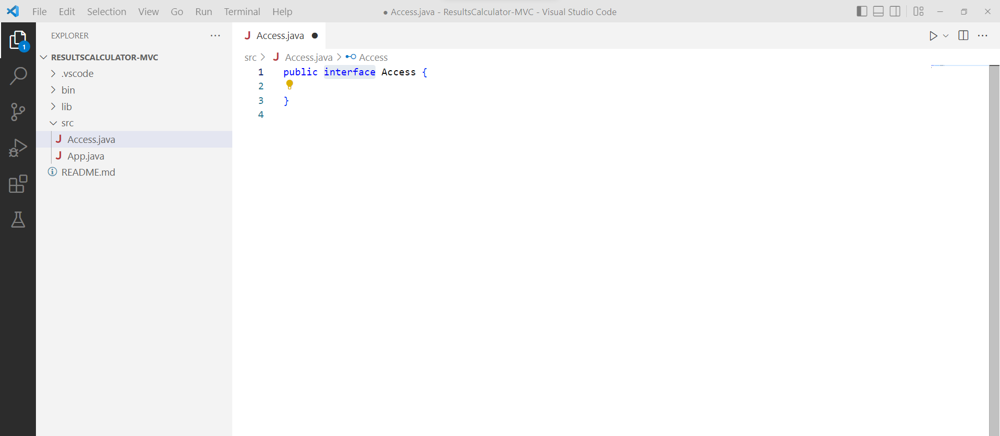 File Edit Selection View Go Run Terminal Help
● Access.java - ResultsCalculator-MVC - Visual Studio Code
1
EXPLORER
RESULTSCALCULATOR-MVC
.vscode
bin
lib
src
J Access.java
J App.java
README.md
J Access.java ●
src > J Access.java > Access
1 public interface Access {
2
3 }
4